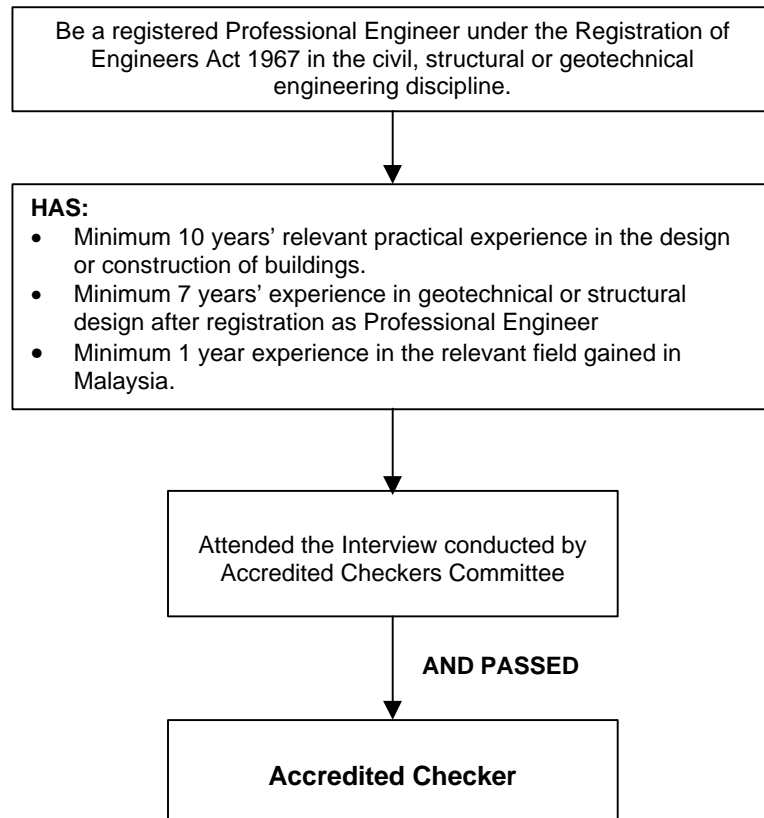 Be a registered Professional Engineer under the Registration of
Engineers Act 1967 in the civil, structural or geotechnical
engineering discipline.
HAS:
• Minimum 10 years’ relevant practical experience in the design
or construction of buildings.
• Minimum 7 years’ experience in geotechnical or structural
design after registration as Professional Engineer
• Minimum 1 year experience in the relevant field gained in
Malaysia.
Attended the Interview conducted by
Accredited Checkers Committee
AND PASSED
Accredited Checker